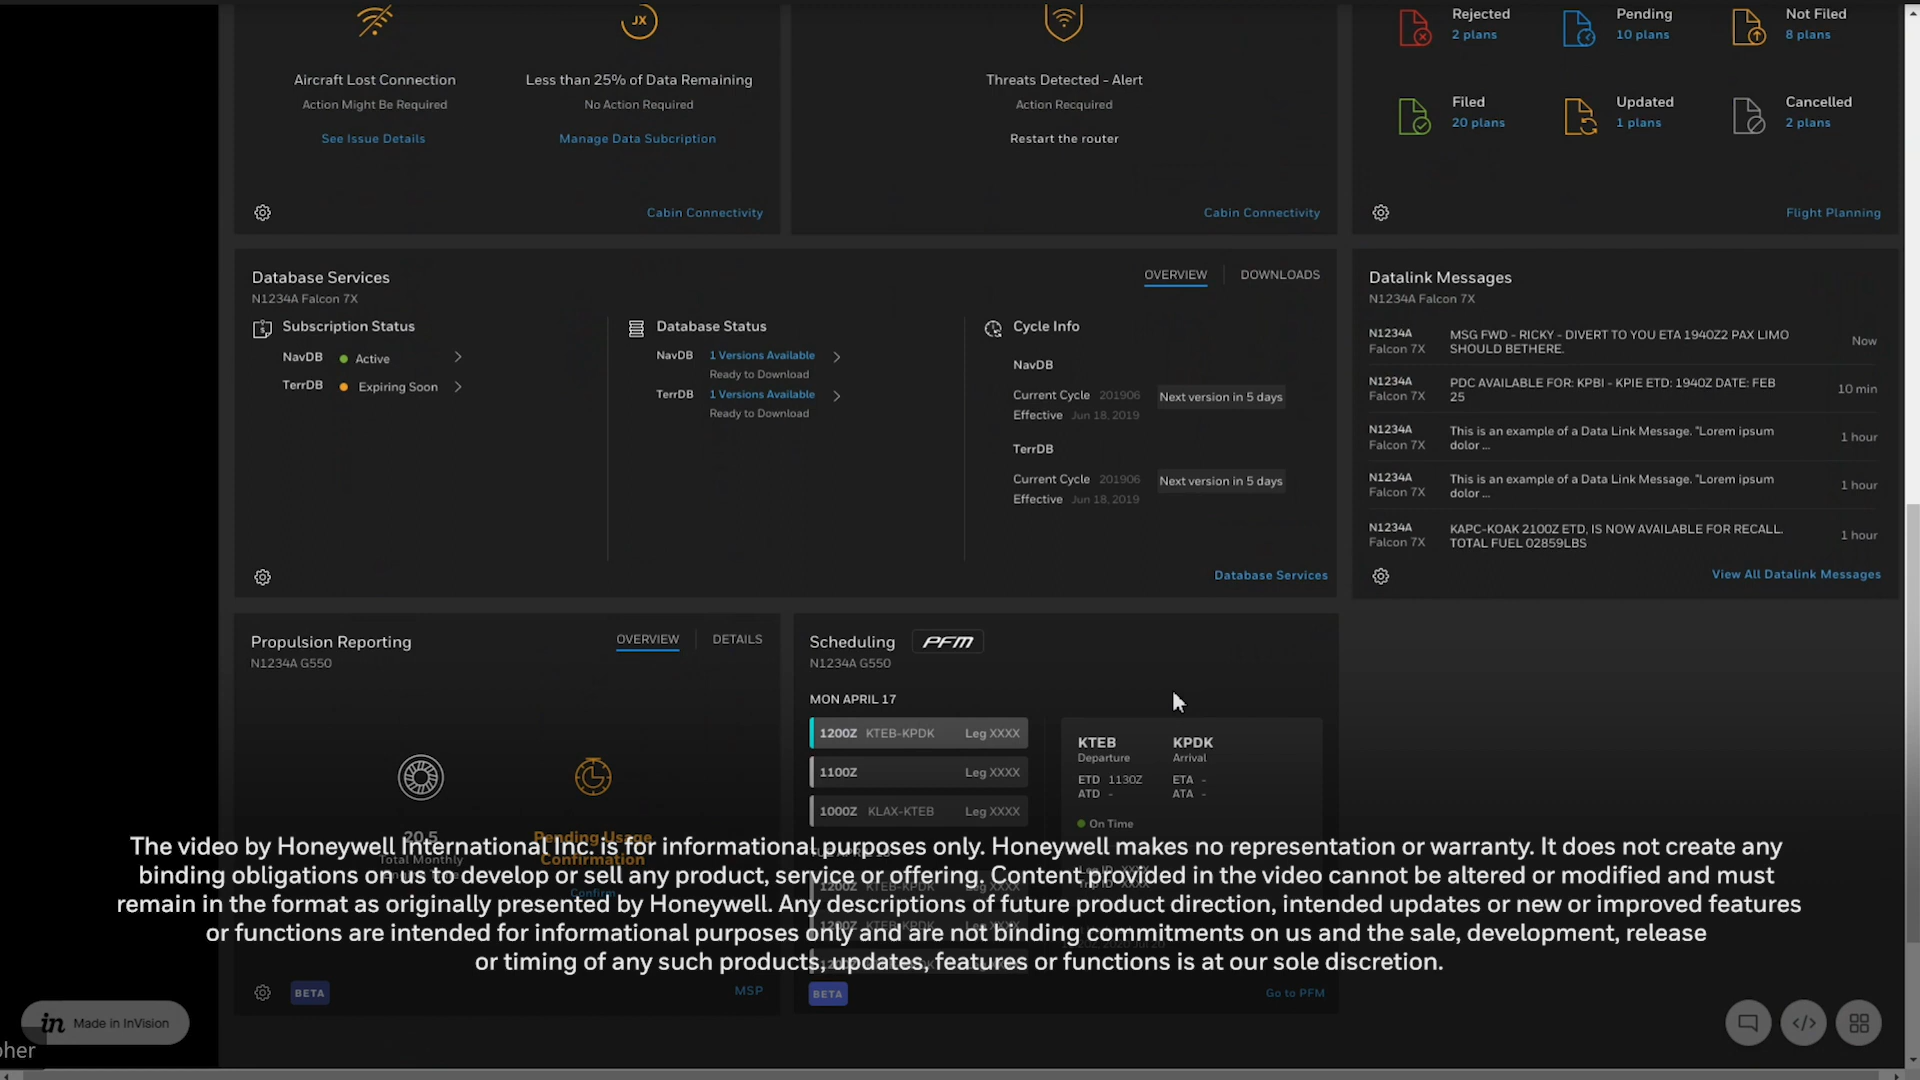 JX
Aircraft Lost Connection
Action Might Be Required
See Issue Details
Less than 25% of Data Remaining
No Action Required
Manage Data Subcription
Cabin Connectivity
Threats Detected - Alert
Action Recquired
Restart the router
Cabin Connectivity
Rejected
2 plans
Pending
10 plans
Not Filed
8 plans
Filed
20 plans
Updated
1 plans
Cancelled
2 plans
Flight Planning
Database Services
N1234A Falcon 7X
OVERVIEW
DOWNLOADS
Subscription Status
NavDB Active
TerrDB Expiring Soon
Database Status
NavDB 1 Versions Available
Ready to Download
TerrDB 1 Versions Available
Ready to Download
Cycle Info
NavDB
Current Cycle 201906 Next version in 5 days
Effective Jun 18, 2019
TerrDB
Current Cycle 201906 Next version in 5 days
Effective Jun 18, 2019
Database Services
Datalink Messages
N1234A Falcon 7X
N1234A MSG FWD - RICKY - DIVERT TO YOU ETA 1940Z2 PAX LIMO
Falcon 7X SHOULD BETHERE. Now
N1234A PDC AVAILABLE FOR: KPBI - KPIE ETD: 1940Z DATE: FEB
Falcon 7X 25 10 min
N1234A This is an example of a Data Link Message. "Lorem ipsum
Falcon 7X dolor ... 1 hour
N1234A This is an example of a Data Link Message. "Lorem ipsum
Falcon 7X dolor ... 1 hour
N1234A KAPC-KOAK 2100Z ETD, IS NOW AVAILABLE FOR RECALL.
Falcon 7X TOTAL FUEL 02859LBS 1 hour
View All Datalink Messages
Propulsion Reporting
N1234A G550
OVERVIEW
DETAILS
20.5
Total Monthly
Pending Usage
Confirmation
Confirm
BETA
MSP
Scheduling PFM
N1234A G550
MON APRIL 17
1200Z KTEB-KPDK Leg XXXX
1100Z Leg XXXX
1000Z KLAX-KTEB Leg XXXX
1200Z KTEB-KPDK Leg XXXX
KTEB
Departure
ETD 1130Z
ATD -
KPDK
Arrival
ETA -
ATA -
On Time
BETA
Go to PFM
The video by Honeywell International Inc. is for informational purposes only. Honeywell makes no representation or warranty. It does not create any
binding obligations on us to develop or sell any product, service or offering. Content provided in the video cannot be altered or modified and must
remain in the format as originally presented by Honeywell. Any descriptions of future product direction, intended updates or new or improved features
or functions are intended for informational purposes only and are not binding commitments on us and the sale, development, release
or timing of any such products, updates, features or functions is at our sole discretion.
in Made in InVision